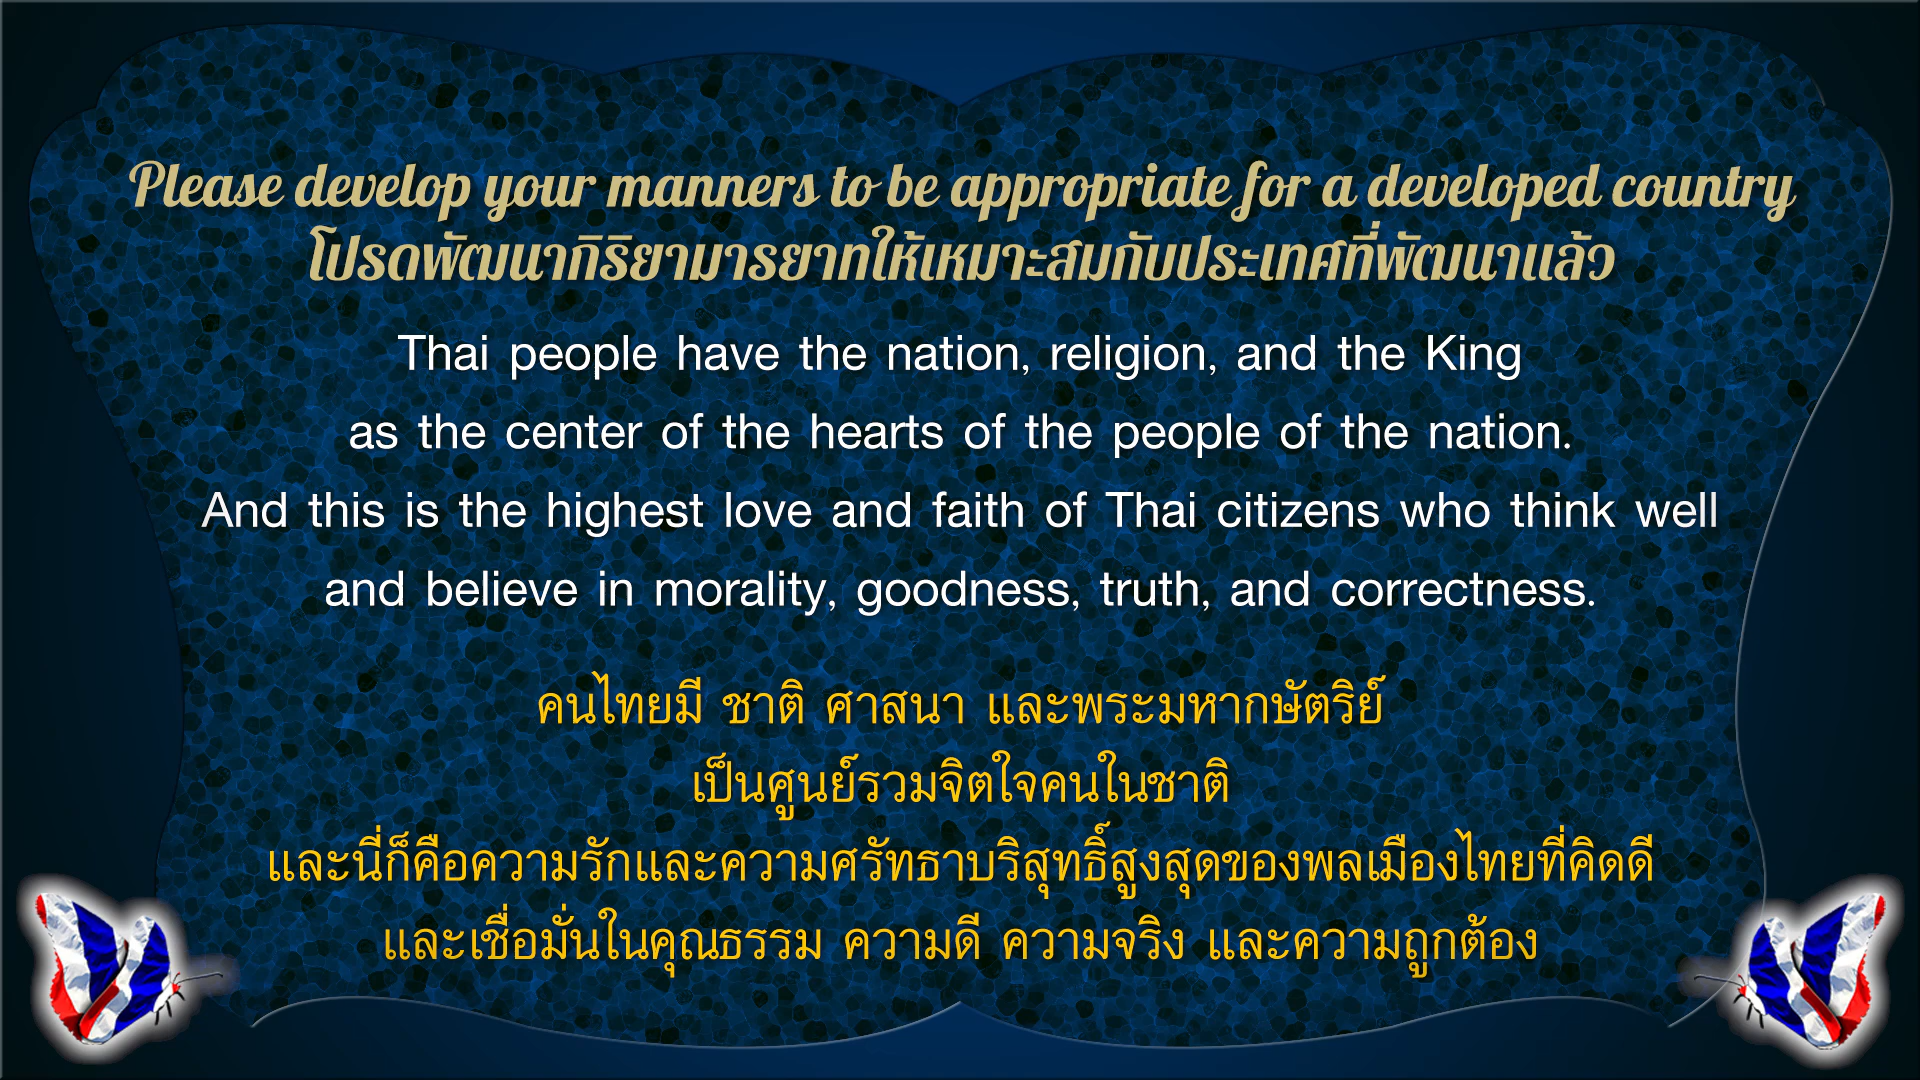 Please develop your manners to be appropriate for a developed country
โปรดพัฒนากิริยามารยาทให้เหมาะสมกับประเทศที่พัฒนาแล้ว
Thai people have the nation, religion, and the King
as the center of the hearts of the people of the nation.
And this is the highest love and faith of Thai citizens who think well
and believe in morality, goodness, truth, and correctness.
คนไทยมี ชาติ ศาสนา และพระมหากษัตริย์
เป็นศูนย์รวมจิตใจคนในชาติ
และนี่ก็คือความรักและความศรัทธาบริสุทธิ์สูงสุดของพลเมืองไทยที่คิดดี
และเชื่อมั่นในคุณธรรม ความดี ความจริง และความถูกต้อง